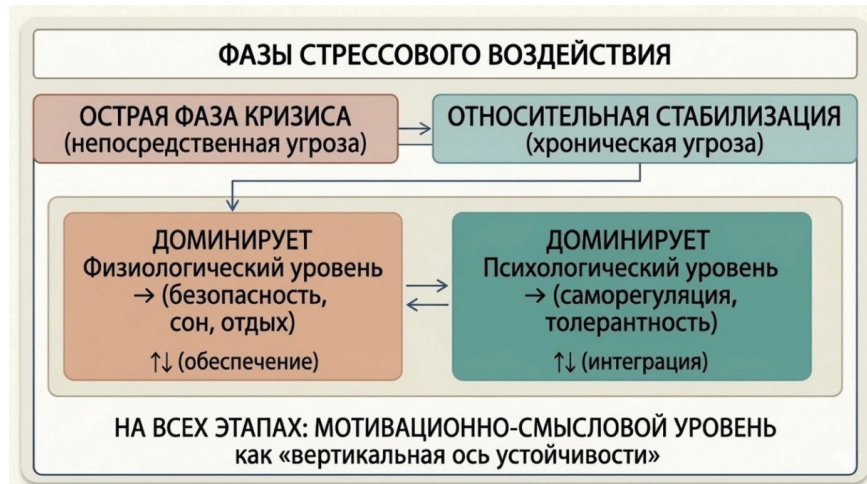 ФАЗЫ СТРЕССОВОГО ВОЗДЕЙСТВИЯ
ОСТРАЯ ФАЗА КРИЗИСА
(непосредственная угроза)
ОТНОСИТЕЛЬНАЯ СТАБИЛИЗАЦИЯ
(хроническая угроза)
ДОМИНИРУЕТ
Физиологический уровень
→ (безопасность,
сон, отдых)
↑↓ (обеспечение)
ДОМИНИРУЕТ
Психологический уровень
→ (саморегуляция,
толерантность)
↑↓ (интеграция)
НА ВСЕХ ЭТАПАХ: МОТИВАЦИОННО-СМЫСЛОВОЙ УРОВЕНЬ
как «вертикальная ось устойчивости»